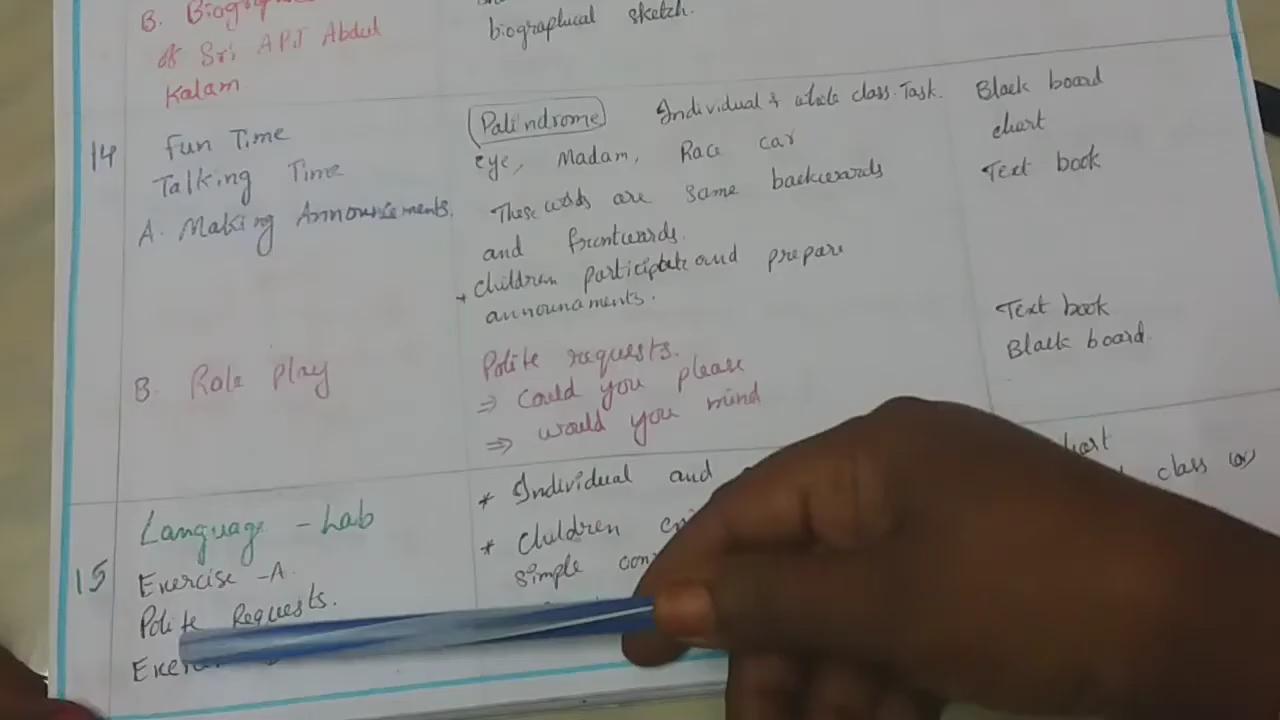 B. Biograp
of Sri APJ Abdul
Kalam
biographical sketch.
14
Fun Time
Talking Time
A. Making Announcements.
Palindrome Individual & whole class Task.
eye, Madam, Race car
These words are same backwards
and frontwards.
* children participate and prepare
announaments.
Black board
chart
Text book
B. Role play
Polite requests.
⇒ Could you please
⇒ would you mind
Text book
Black board.
15
Language - Lab
Exercise -A.
Polite Requests.
* Individual and
* Children
simple
class (or)